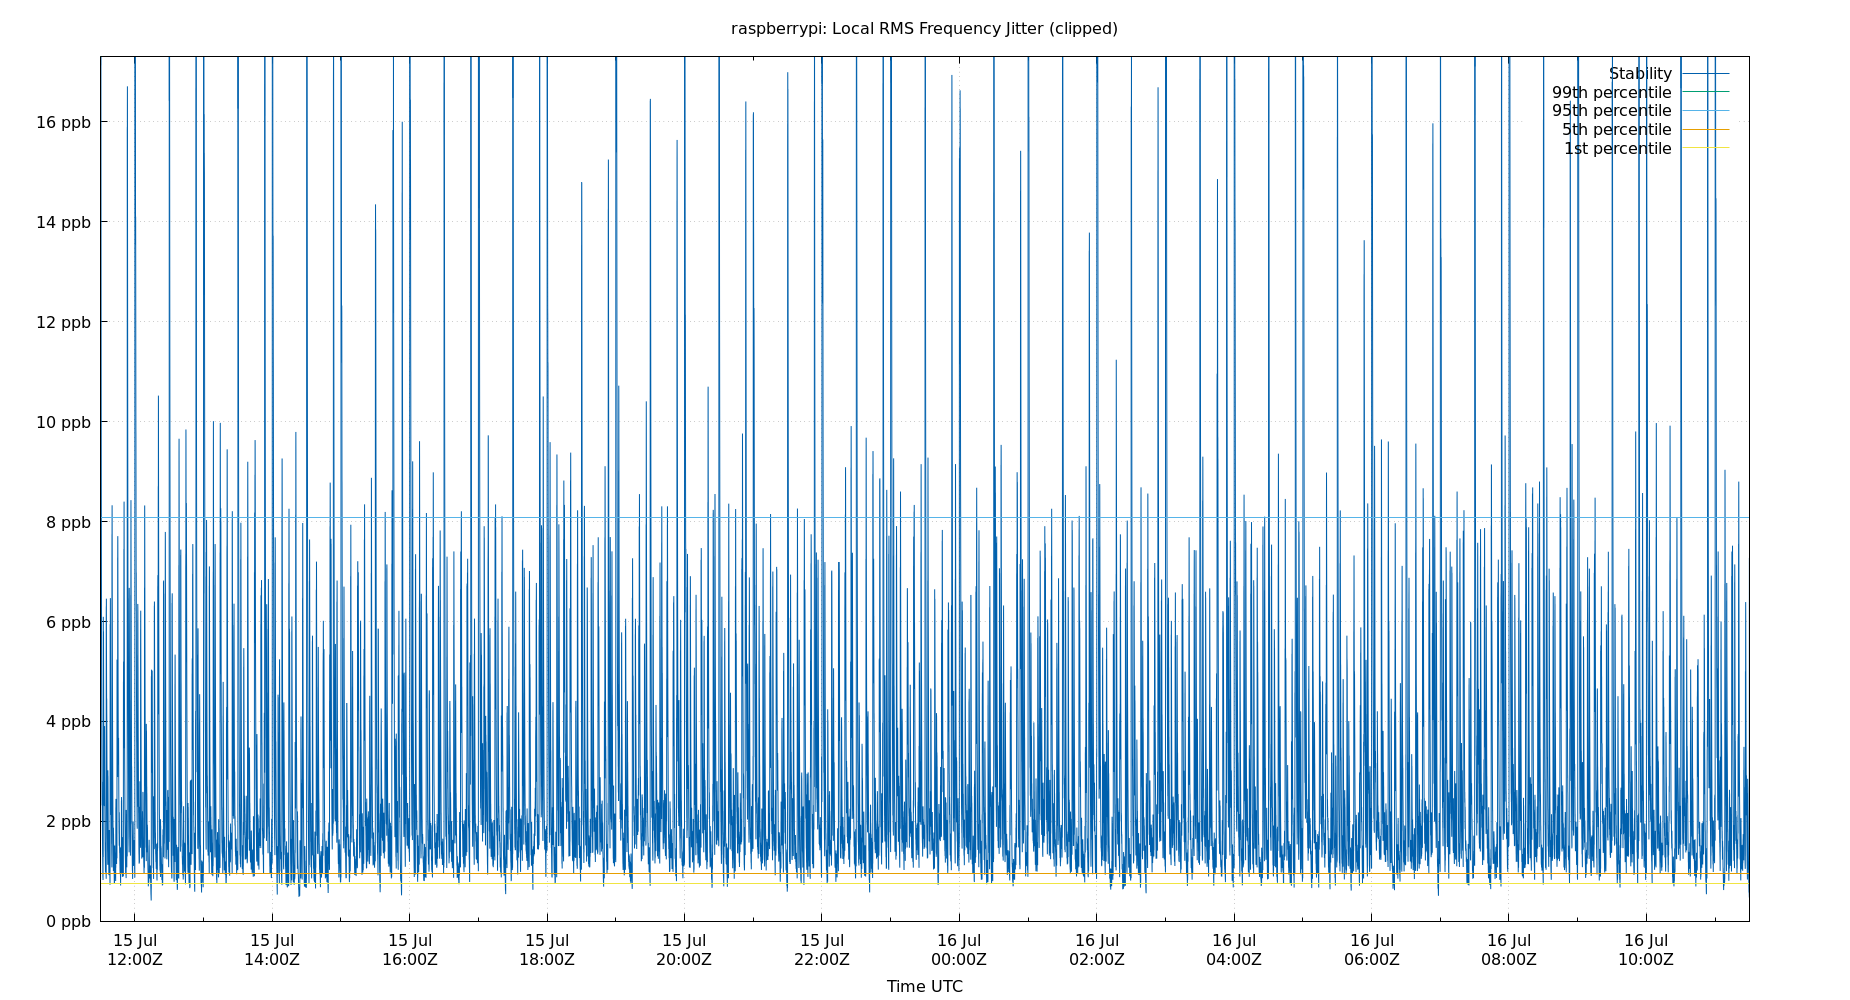 raspberrypi: Local RMS Frequency Jitter (clipped)
Stability
99th percentile
95th percentile
5th percentile
1st percentile
16 ppb
14 ppb
12 ppb
10 ppb
8 ppb
6 ppb
4 ppb
2 ppb
0 ppb
15 Jul 15 Jul 15 Jul 15 Jul 15 Jul 15 Jul 16 Jul 16 Jul 16 Jul 16 Jul 16 Jul 16 Jul
12:00Z 14:00Z 16:00Z 18:00Z 20:00Z 22:00Z 00:00Z 02:00Z 04:00Z 06:00Z 08:00Z 10:00Z
Time UTC